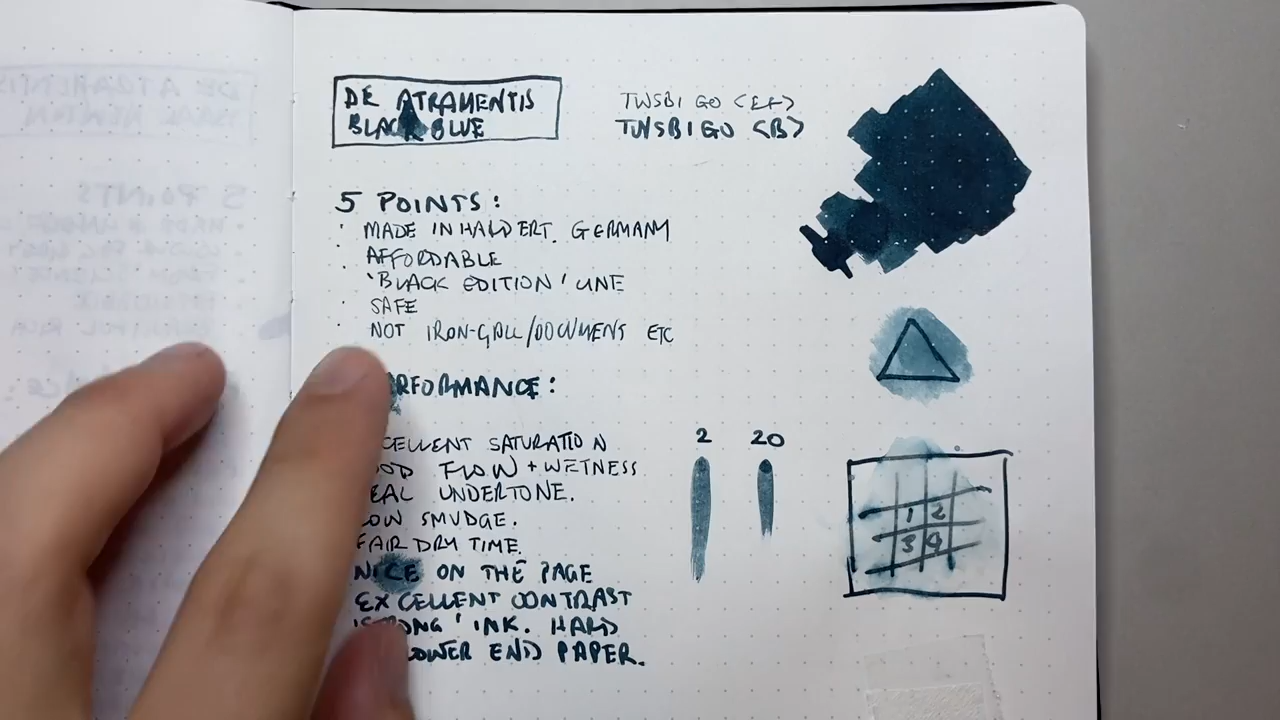 DE ATRAMENTIS
BLACK BLUE
TWSBI GO <EF>
TWSBI GO <B>
5 POINTS:
MADE IN HALDERT. GERMANY
AFFORDABLE
'BLACK EDITION' LINE
SAFE
NOT IRON-GALL/DOCUMENT ETC
ERFORMANCE:
CELLENT SATURATION
OOD FLOW + WETNESS
EAL UNDERTONE.
LOW SMUDGE.
FAIR DRY TIME.
NICE ON THE PAGE
EXCELLENT CONTRAST
'STRONG' INK. HARD
LOWER END PAPER.
2 20
1 2
3 4